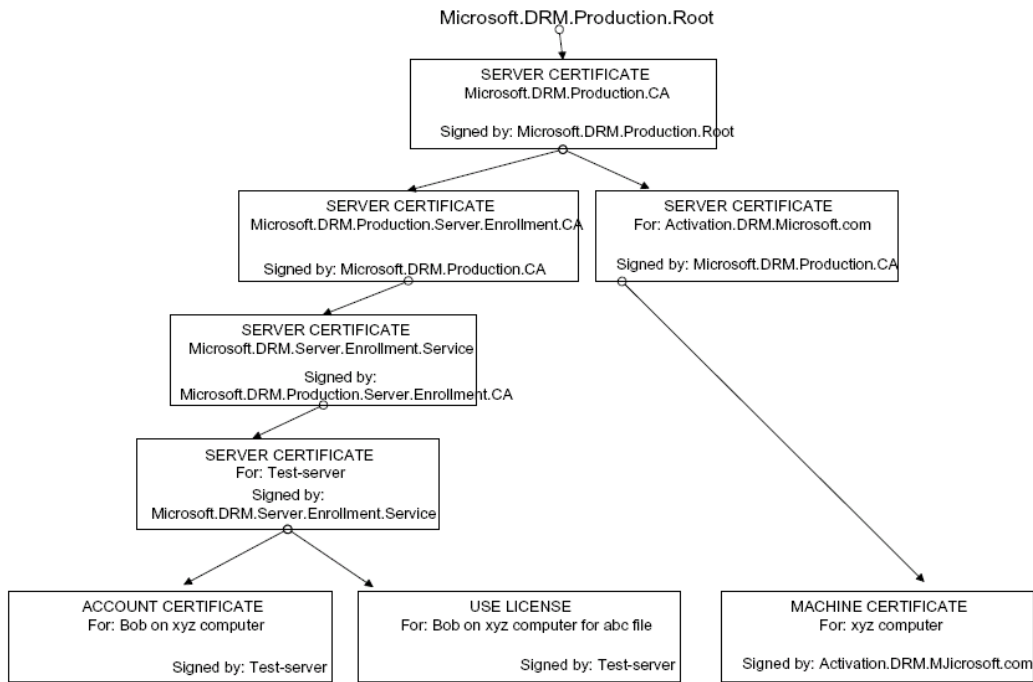 Microsoft.DRM.Production.Root
SERVER CERTIFICATE
Microsoft.DRM.Production.CA
Signed by: Microsoft.DRM.Production.Root
SERVER CERTIFICATE
Microsoft.DRM.Production.Server.Enrollment.CA
Signed by: Microsoft.DRM.Production.CA
SERVER CERTIFICATE
For: Activation.DRM.Microsoft.com
Signed by: Microsoft.DRM.Production.CA
SERVER CERTIFICATE
Microsoft.DRM.Server.Enrollment.Service
Signed by:
Microsoft.DRM.Production.Server.Enrollment.CA
SERVER CERTIFICATE
For: Test-server
Signed by:
Microsoft.DRM.Server.Enrollment.Service
ACCOUNT CERTIFICATE
For: Bob on xyz computer
Signed by: Test-server
USE LICENSE
For: Bob on xyz computer for abc file
Signed by: Test-server
MACHINE CERTIFICATE
For: xyz computer
Signed by: Activation.DRM.MJicrosoft.com